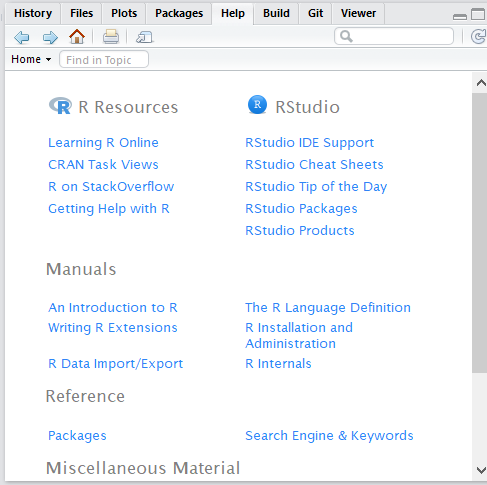 History Files Plots Packages Help Build Git Viewer
Home Find in Topic
R R Resources
R RStudio
Learning R Online
CRAN Task Views
R on StackOverflow
Getting Help with R
RStudio IDE Support
RStudio Cheat Sheets
RStudio Tip of the Day
RStudio Packages
RStudio Products
Manuals
An Introduction to R
The R Language Definition
Writing R Extensions
R Installation and
Administration
R Data Import/Export
R Internals
Reference
Packages
Search Engine & Keywords
Miscellaneous Material